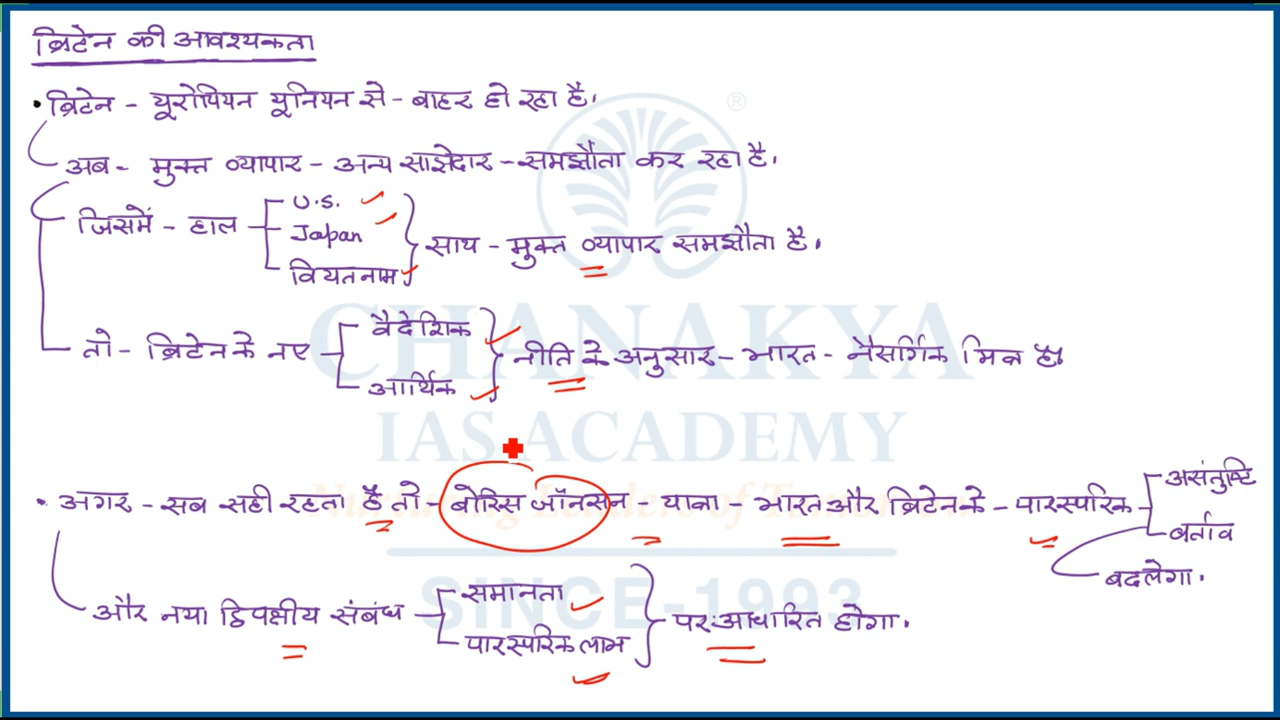 ब्रिटेन की आवश्यकता
• ब्रिटेन - यूरोपियन यूनियन से - बाहर हो रहा है.
अब - मुक्त व्यापार - अन्य साझेदार - समझौता कर रहा है.
जिसमें - हाल
U.S.
Japan
वियतनाम
साथ - मुक्त व्यापार समझौता है.
तो - ब्रिटेन के नए
वैदेशिक
आर्थिक
नीति के अनुसार - भारत - नैसर्गिक मित्र है।
• अगर - सब सही रहता है तो - बोरिस जॉनसन - यात्रा - भारत और ब्रिटेन के - पारस्परिक
असंतुष्टि
बर्ताव
बदलेगा.
और नया द्विपक्षीय संबंध
समानता
पारस्परिक लाभ
पर आधारित होगा.
®
CHANAKYA
IAS ACADEMY
SINCE-1993